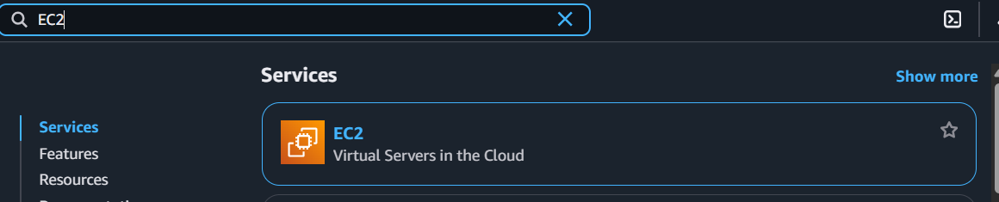 EC2
Services
Show more
EC2
Virtual Servers in the Cloud
Services
Features
Resources